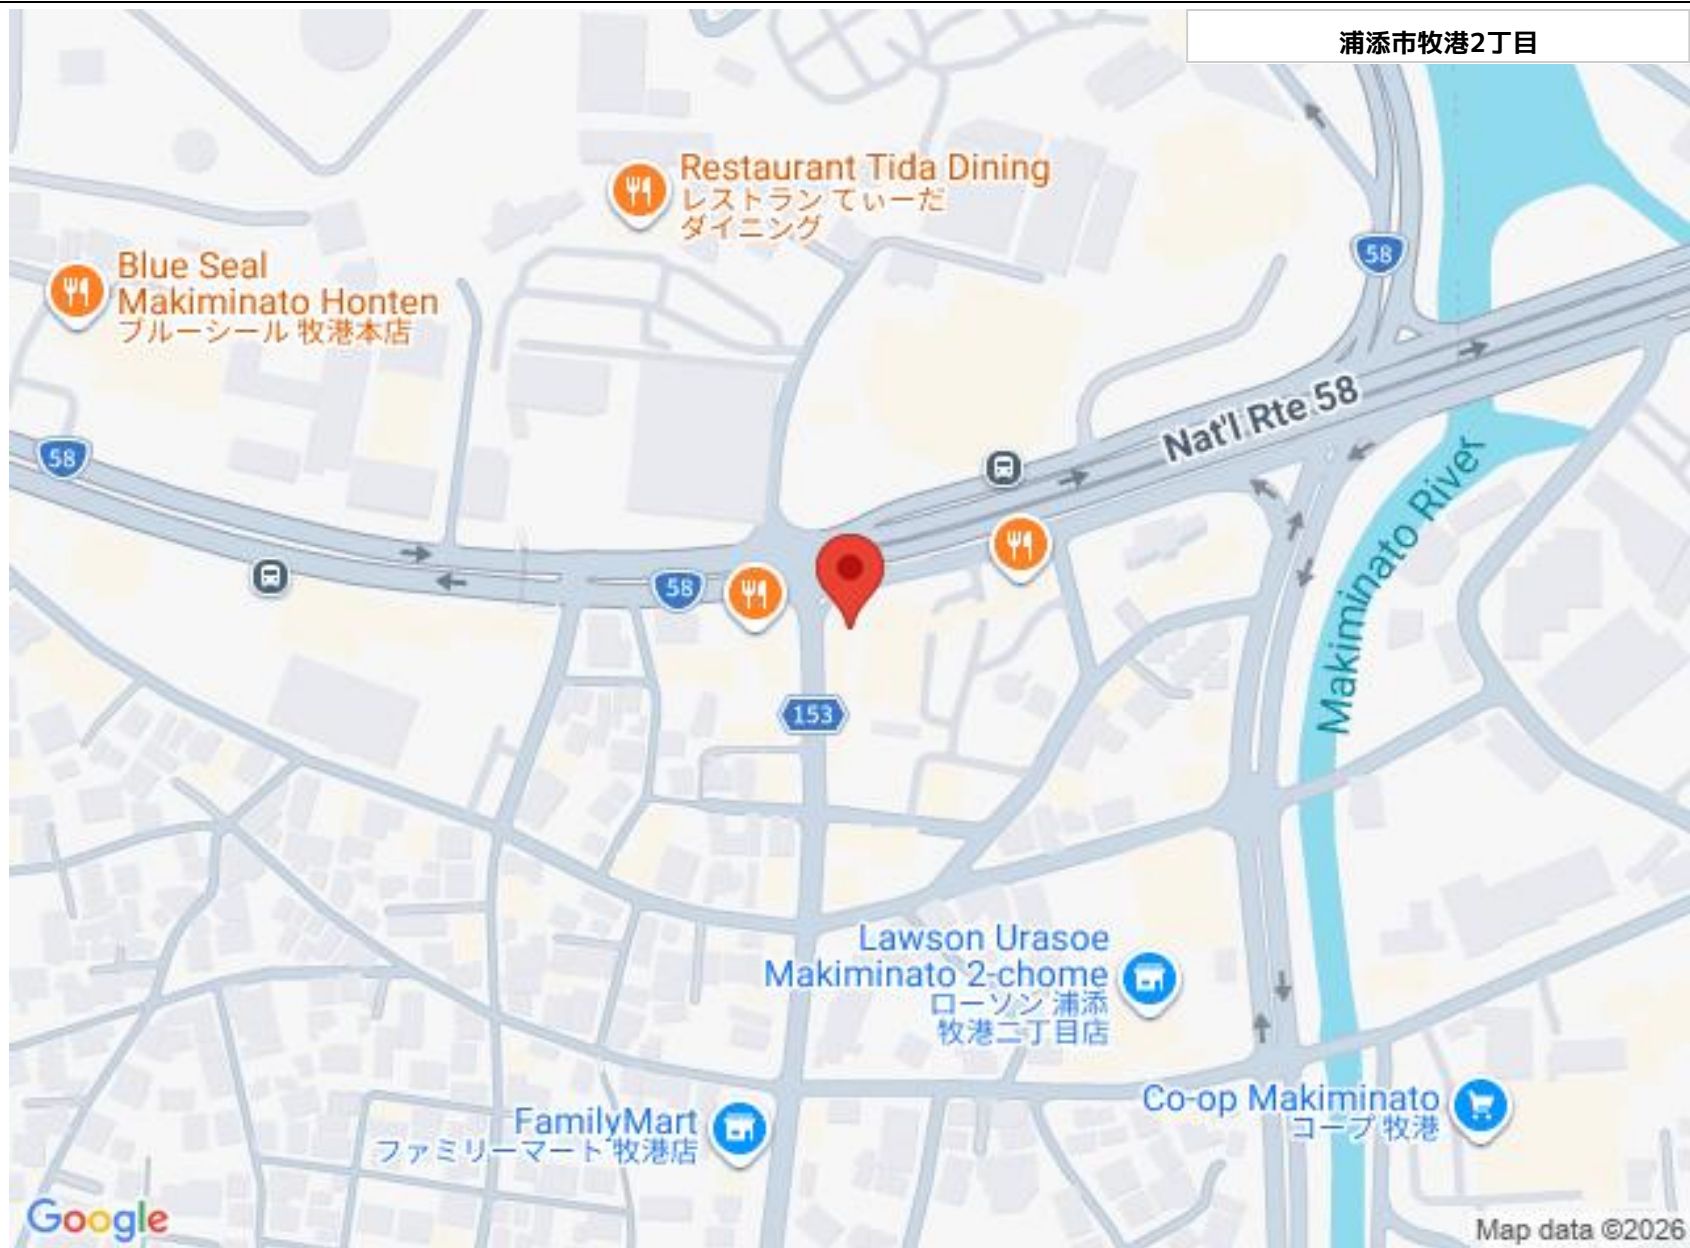 浦添市牧港2丁目
Restaurant Tida Dining
レストラン てぃーだ
ダイニング
58
Blue Seal
Makiminato Honten
ブルーシール 牧港本店
Nat'l Rte 58
58
Makiminato River
58
153
Lawson Urasoe
Makiminato 2-chome
ローソン 浦添
牧港二丁目店
Co-op Makiminato
コープ 牧港
FamilyMart
ファミリーマート 牧港店
Google
Map data ©2026